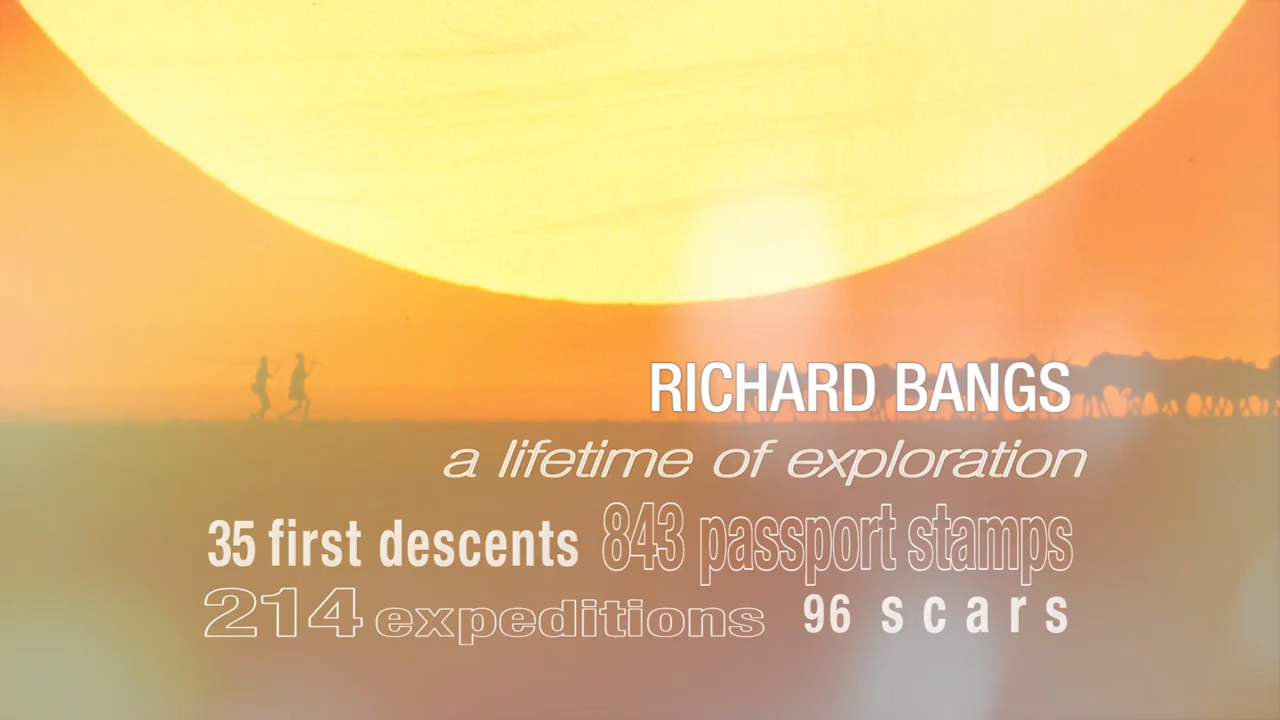 RICHARD BANGS
a lifetime of exploration
35 first descents 843 passport stamps
214 expeditions 96 scars